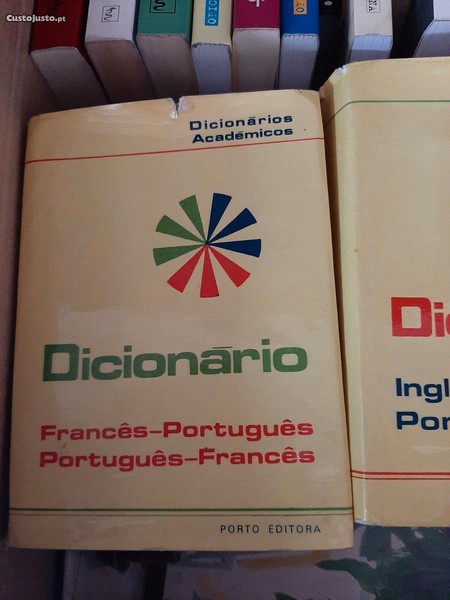 CustoJusto.pt
Dicionários
Académicos
Dicionário
Francês-Português
Português-Francês
PORTO EDITORA
Di
Ingl
Por